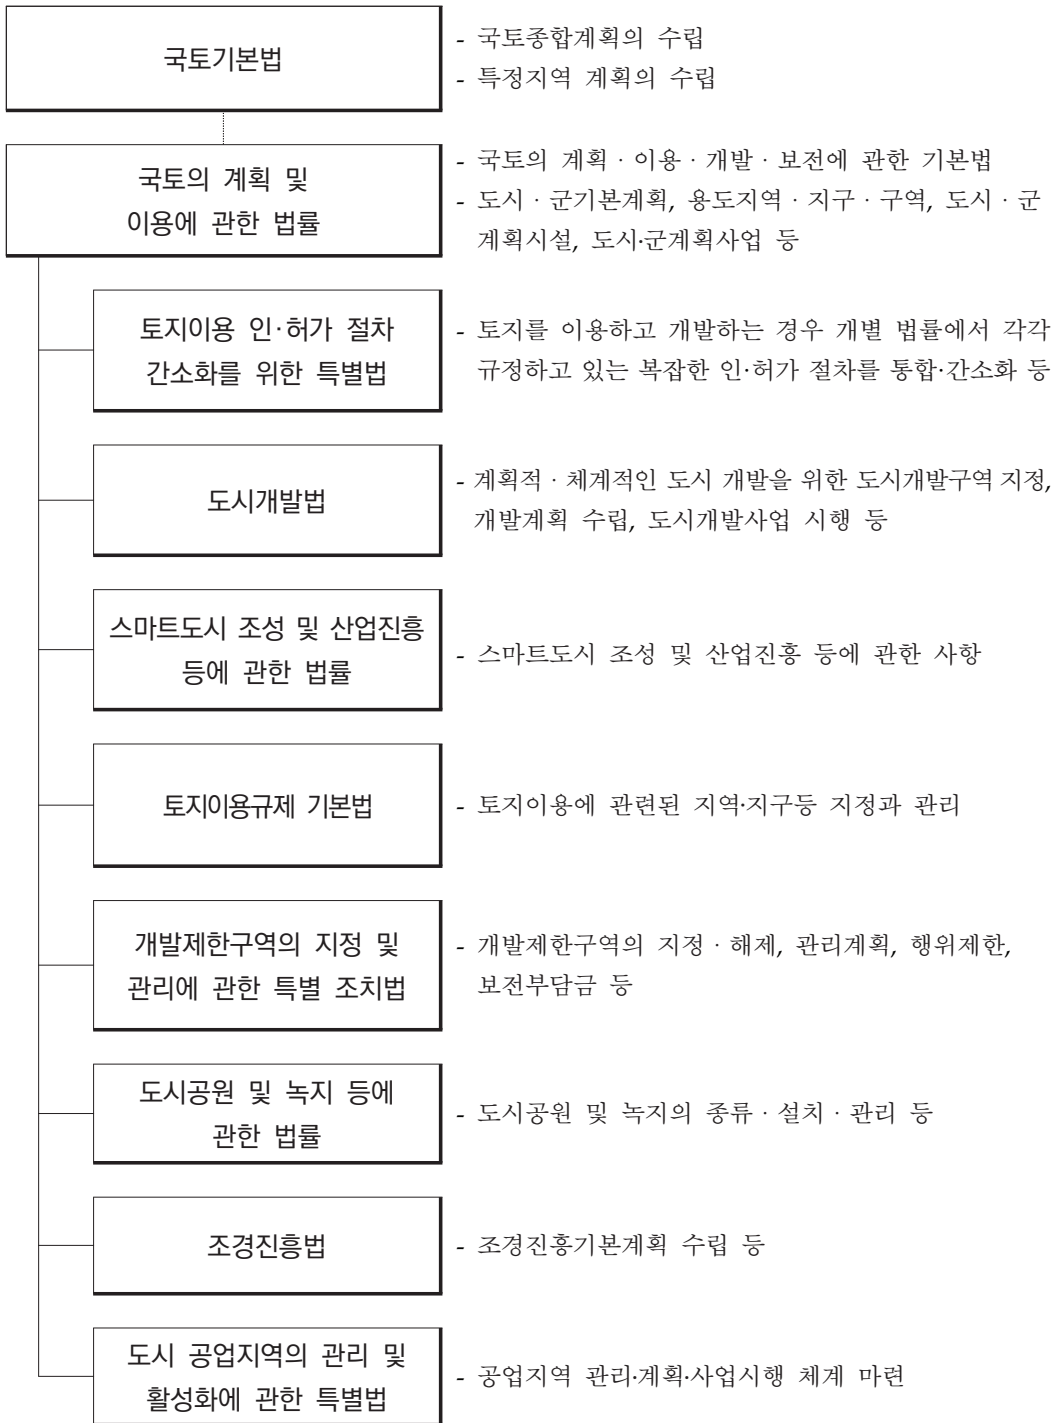 국토기본법
- 국토종합계획의 수립
- 특정지역 계획의 수립
국토의 계획 및
이용에 관한 법률
- 국토의 계획 · 이용 · 개발 · 보전에 관한 기본법
- 도시 · 군기본계획, 용도지역 · 지구 · 구역, 도시 · 군
계획시설, 도시·군계획사업 등
토지이용 인·허가 절차
간소화를 위한 특별법
- 토지를 이용하고 개발하는 경우 개별 법률에서 각각
규정하고 있는 복잡한 인·허가 절차를 통합·간소화 등
도시개발법
- 계획적 · 체계적인 도시 개발을 위한 도시개발구역 지정,
개발계획 수립, 도시개발사업 시행 등
스마트도시 조성 및 산업진흥
등에 관한 법률
- 스마트도시 조성 및 산업진흥 등에 관한 사항
토지이용규제 기본법
- 토지이용에 관련된 지역·지구등 지정과 관리
개발제한구역의 지정 및
관리에 관한 특별 조치법
- 개발제한구역의 지정 · 해제, 관리계획, 행위제한,
보전부담금 등
도시공원 및 녹지 등에
관한 법률
- 도시공원 및 녹지의 종류 · 설치 · 관리 등
조경진흥법
- 조경진흥기본계획 수립 등
도시 공업지역의 관리 및
활성화에 관한 특별법
- 공업지역 관리·계획·사업시행 체계 마련